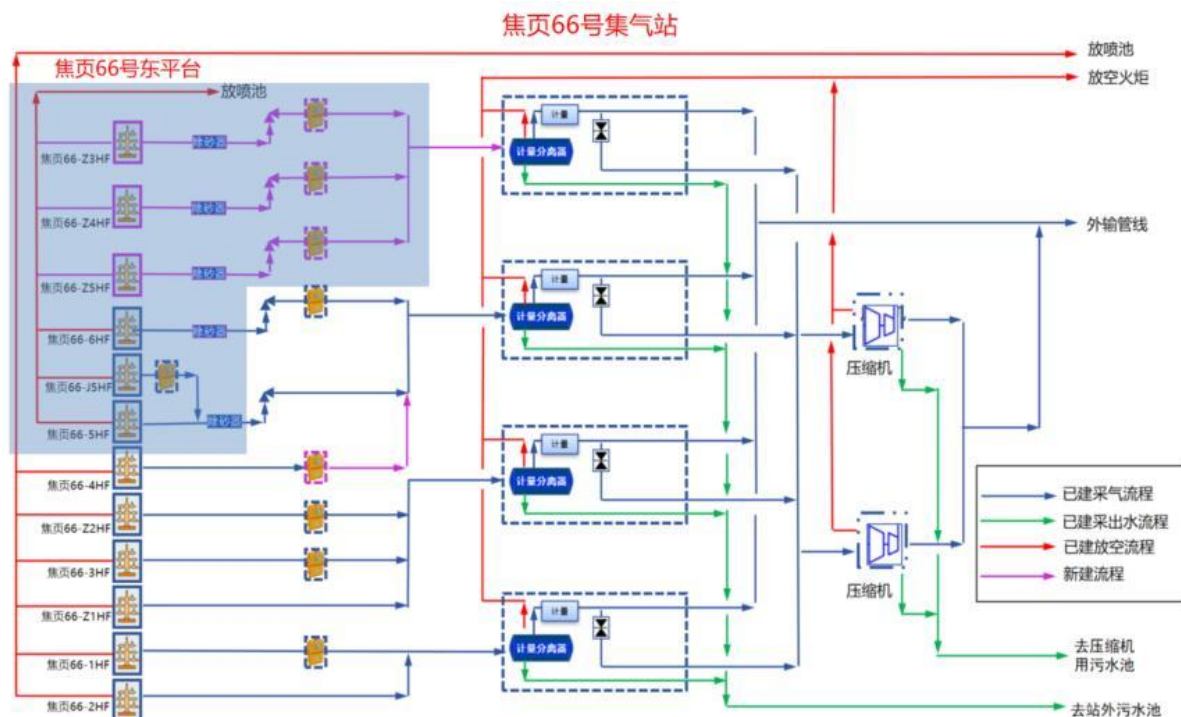 焦页66号集气站
放喷池
焦页66号东平台
放空火炬
放喷池
计量
除砂器
计量分离器
焦页66-Z3HF
除砂器
焦页66-Z4HF
外输管线
除砂器
焦页66-Z5HF
计量
计量分离器
除砂器
焦页66-6HF
压缩机
焦页66-J5HF
除砂器
焦页66-5HF
计量
焦页66-4HF
计量分离器
已建采气流程
焦页66-Z2HF
已建采出水流程
已建放空流程
焦页66-3HF
新建流程
压缩机
焦页66-Z1HF
计量
计量分离器
去压缩机
用污水池
焦页66-1HF
焦页66-2HF
去站外污水池